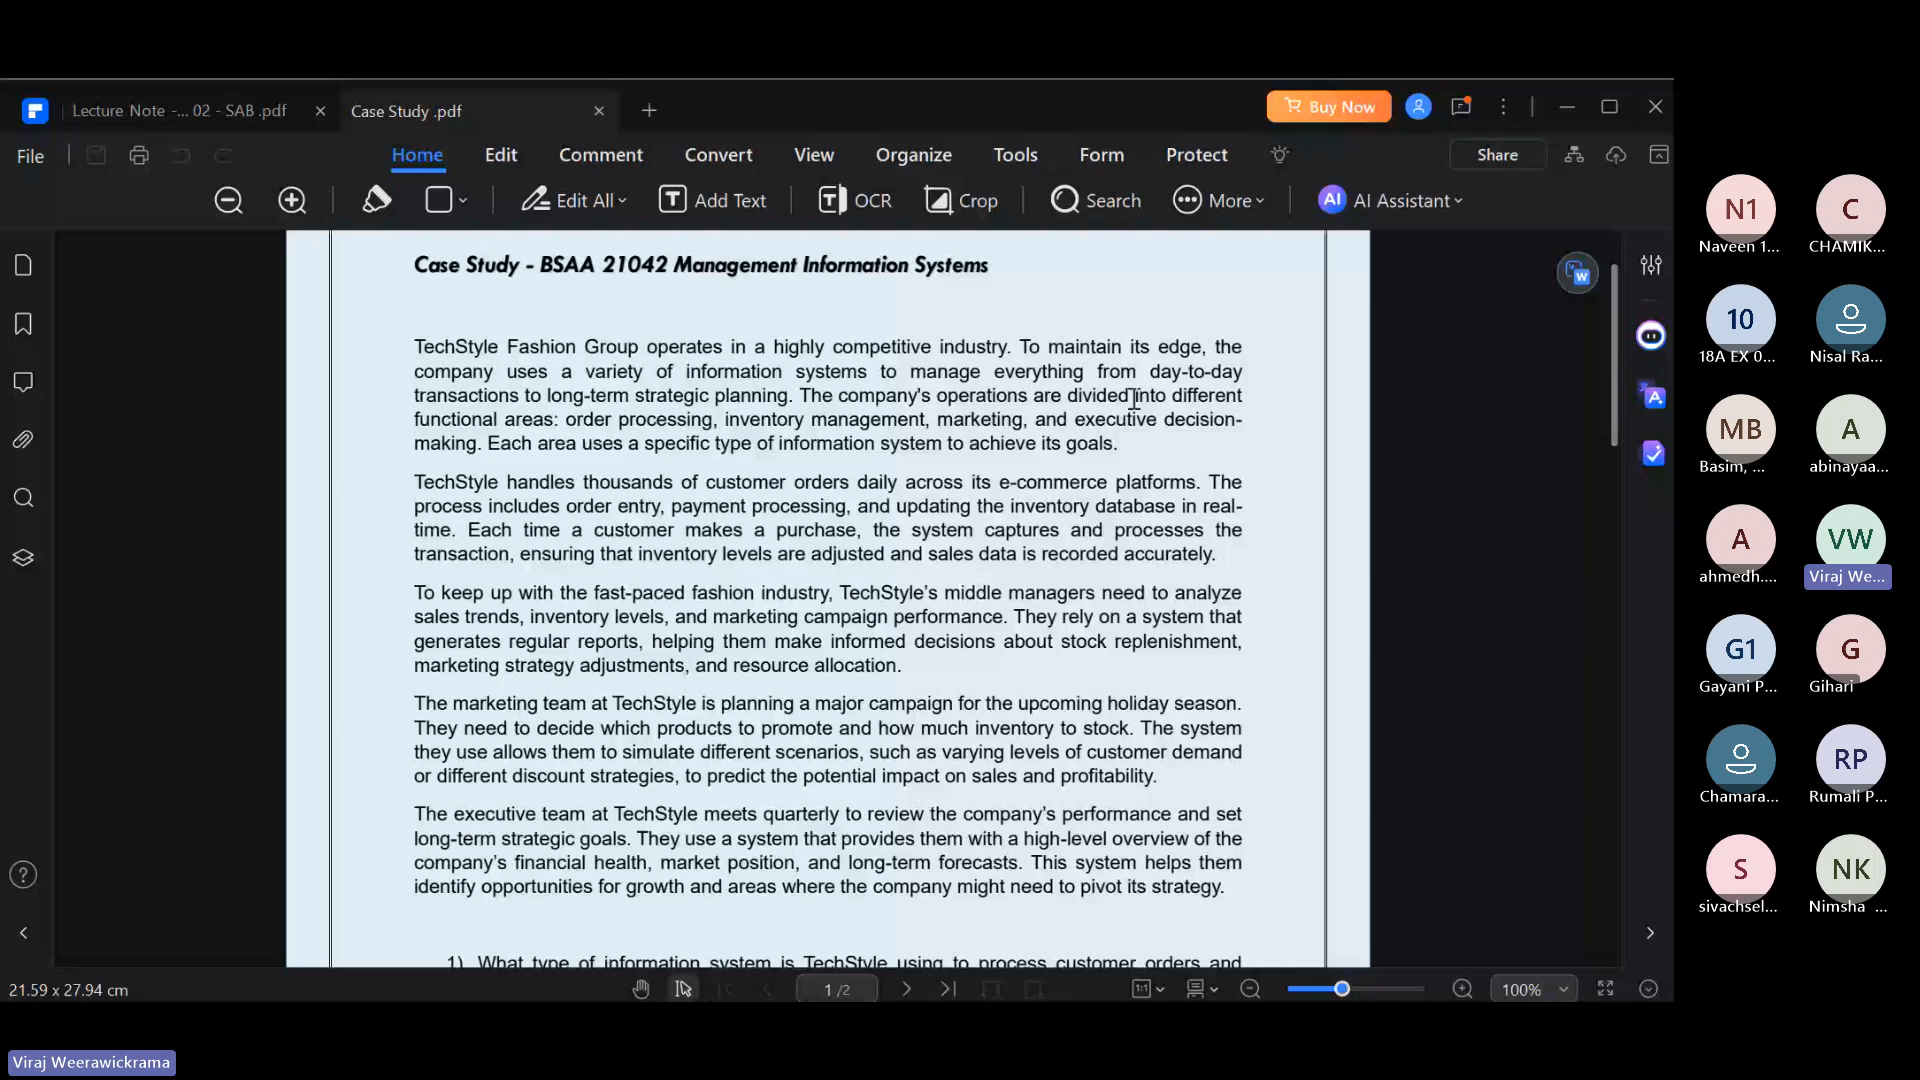 Lecture Note -... 02 - SAB .pdf
Case Study .pdf
Buy Now
File
Home
Edit
Comment
Convert
View
Organize
Tools
Form
Protect
Share
Edit All
Add Text
OCR
Crop
Search
More
AI Assistant
Case Study - BSAA 21042 Management Information Systems
TechStyle Fashion Group operates in a highly competitive industry. To maintain its edge, the
company uses a variety of information systems to manage everything from day-to-day
transactions to long-term strategic planning. The company's operations are divided into different
functional areas: order processing, inventory management, marketing, and executive decision-
making. Each area uses a specific type of information system to achieve its goals.
TechStyle handles thousands of customer orders daily across its e-commerce platforms. The
process includes order entry, payment processing, and updating the inventory database in real-
time. Each time a customer makes a purchase, the system captures and processes the
transaction, ensuring that inventory levels are adjusted and sales data is recorded accurately.
To keep up with the fast-paced fashion industry, TechStyle’s middle managers need to analyze
sales trends, inventory levels, and marketing campaign performance. They rely on a system that
generates regular reports, helping them make informed decisions about stock replenishment,
marketing strategy adjustments, and resource allocation.
The marketing team at TechStyle is planning a major campaign for the upcoming holiday season.
They need to decide which products to promote and how much inventory to stock. The system
they use allows them to simulate different scenarios, such as varying levels of customer demand
or different discount strategies, to predict the potential impact on sales and profitability.
The executive team at TechStyle meets quarterly to review the company’s performance and set
long-term strategic goals. They use a system that provides them with a high-level overview of the
company’s financial health, market position, and long-term forecasts. This system helps them
identify opportunities for growth and areas where the company might need to pivot its strategy.
1) What type of information system is TechStyle using to process customer orders and
21.59 x 27.94 cm
1 /2
100%
N1
Naveen 1...
C
CHAMIK...
10
18A EX 0...
Nisal Ra...
MB
Basim, ...
A
abinayaa...
A
ahmedh....
VW
Viraj We...
G1
Gayani P...
G
Gihari
Chamara...
RP
Rumali P...
S
sivachsel...
NK
Nimsha ...
Viraj Weerawickrama